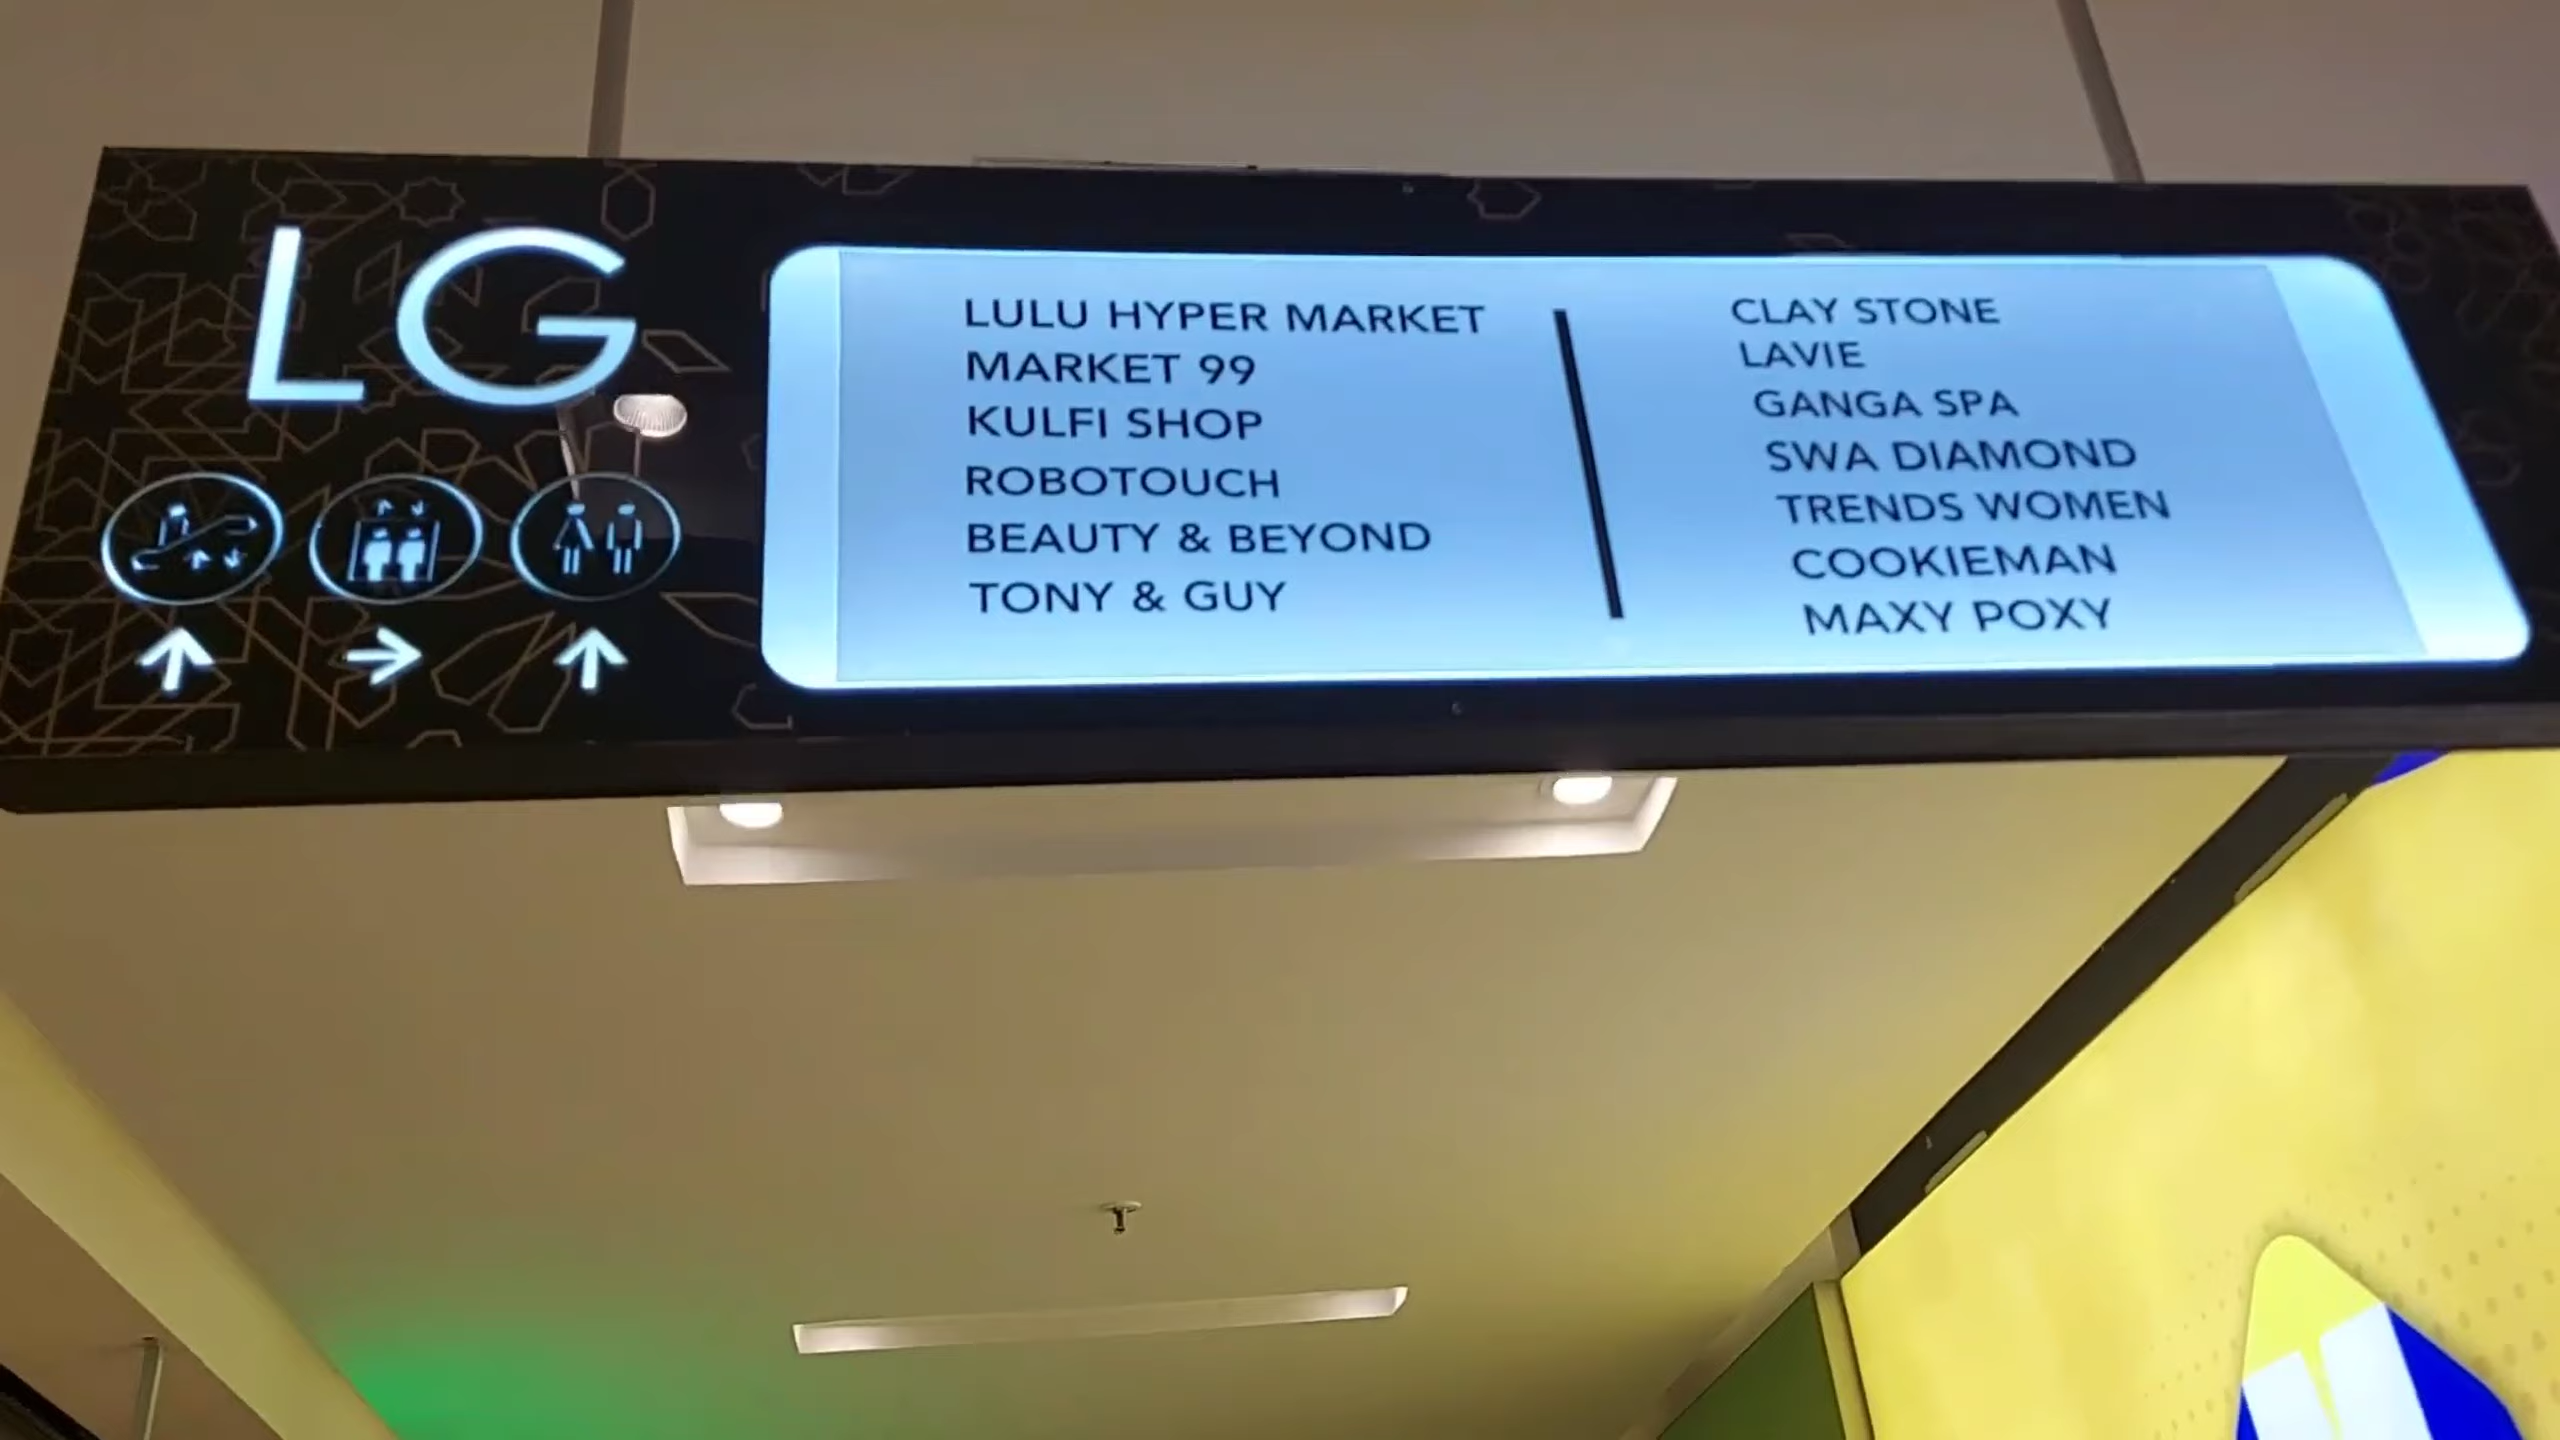 LG
LULU HYPER MARKET
MARKET 99
KULFI SHOP
ROBOTOUCH
BEAUTY & BEYOND
TONY & GUY
CLAY STONE
LAVIE
GANGA SPA
SWA DIAMOND
TRENDS WOMEN
COOKIEMAN
MAXY POXY